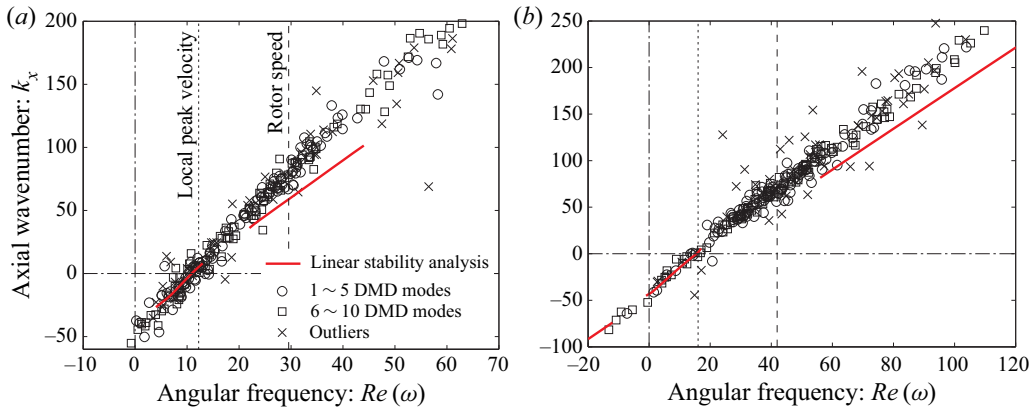 (a)
200
150
100
50
0
–50
–10
0
10
20
30
40
50
60
70
Axial wavenumber: k_x
Angular frequency: Re (ω)
Local peak velocity
Rotor speed
Linear stability analysis
1 ~ 5 DMD modes
6 ~ 10 DMD modes
Outliers
(b)
250
200
150
100
50
0
–50
–100
–20
0
20
40
60
80
100
120
Angular frequency: Re (ω)